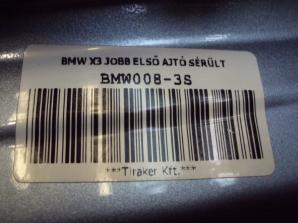 BMW X3 JOBB ELSŐ AJTÓ SÉRÜLT
BMW008-3S
***Tiraker Kft.***